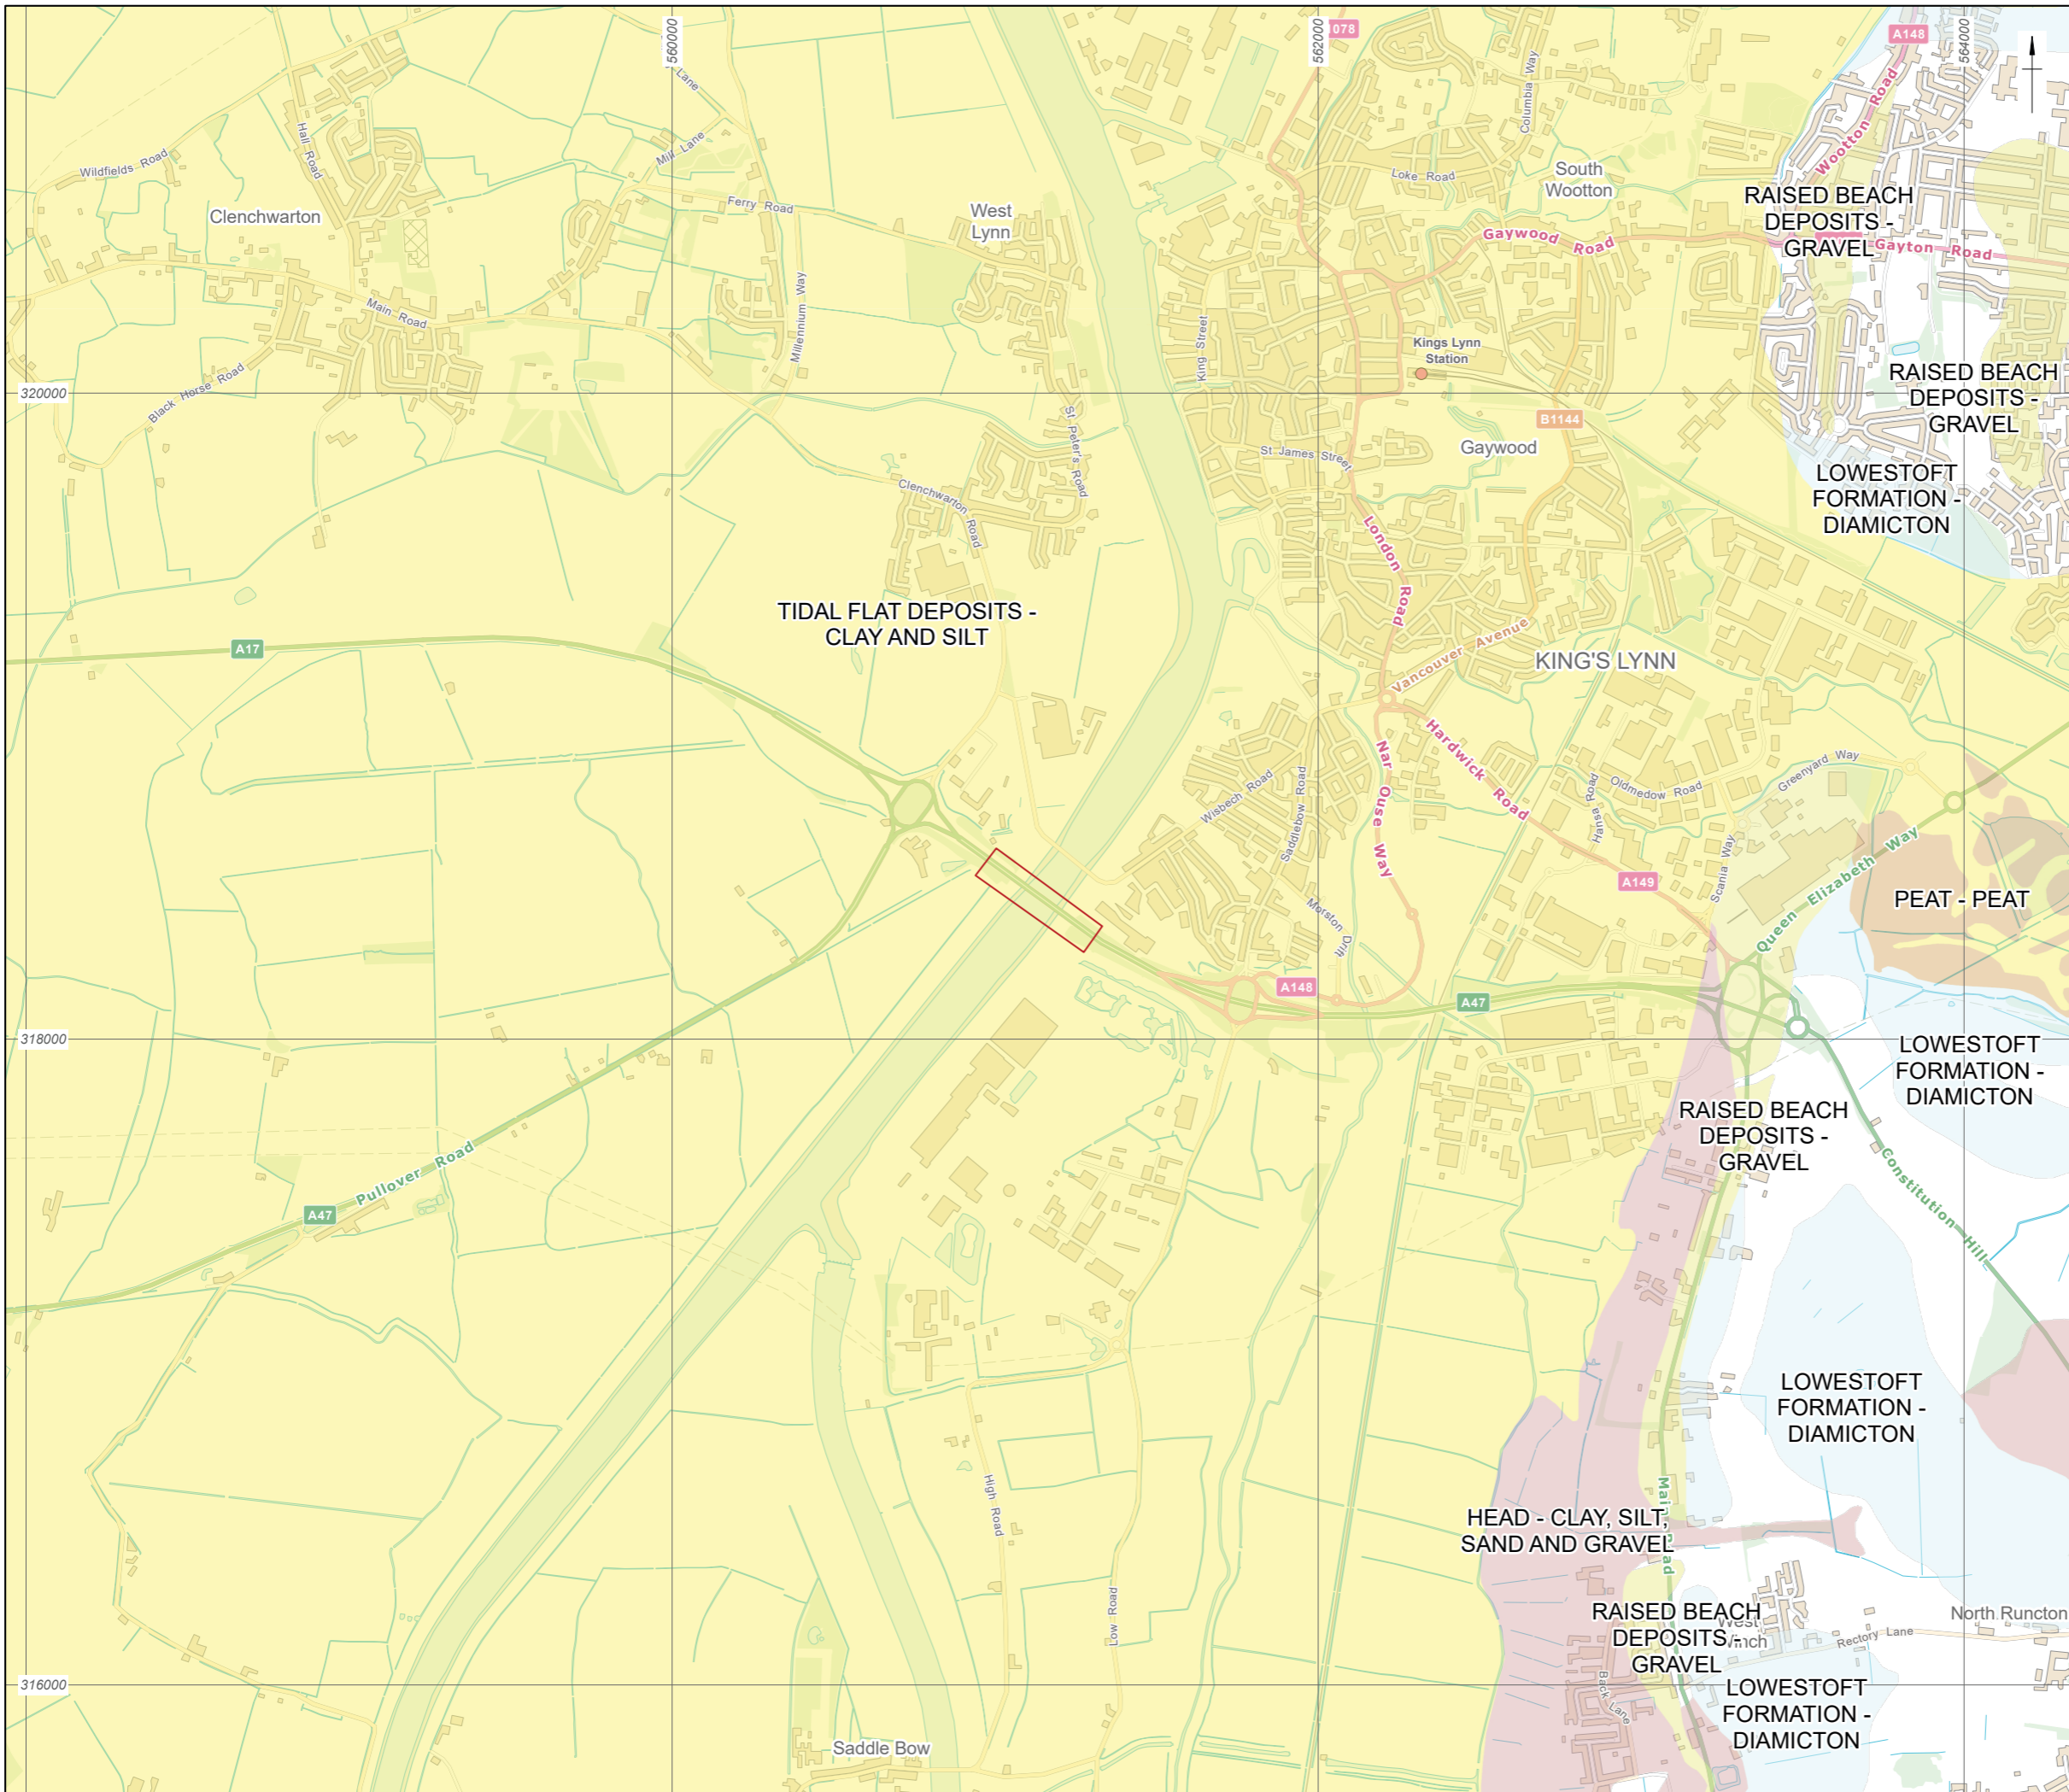 560000
562000
564000
1078
A148
Lane
Columbia Way
Hall Road
Mill Lane
Wildfields Road
Wootton Road
Loke Road
South
Wootton
RAISED BEACH
DEPOSITS -
GRAVEL
Clenchwarton
Ferry Road
West
Lynn
Gaywood Road
Gayton Road
Millennium Way
Main Road
King Street
Kings Lynn
Station
Black Horse Road
320000
RAISED BEACH
DEPOSITS -
GRAVEL
B1144
St Peter's Road
St James Street
Gaywood
LOWESTOFT
FORMATION -
DIAMICTON
Clenchwarton Road
London Road
TIDAL FLAT DEPOSITS -
CLAY AND SILT
A17
Vancouver Avenue
KING'S LYNN
Hardwick Road
Nar Ouse Way
Wisbech Road
Saddlebow Road
Hansa Road
Oldmedow Road
Greenyard Way
Scania Way
Queen Elizabeth Way
A149
PEAT - PEAT
Morston Drift
A148
A47
318000
LOWESTOFT
FORMATION -
DIAMICTON
RAISED BEACH
DEPOSITS -
GRAVEL
Pullover Road
A47
Constitution Hill
LOWESTOFT
FORMATION -
DIAMICTON
High Road
Main Road
HEAD - CLAY, SILT,
SAND AND GRAVEL
Low Road
RAISED BEACH
DEPOSITS -
GRAVEL
West
Winch
North Runcton
Rectory Lane
Back Lane
316000
LOWESTOFT
FORMATION -
DIAMICTON
Saddle Bow